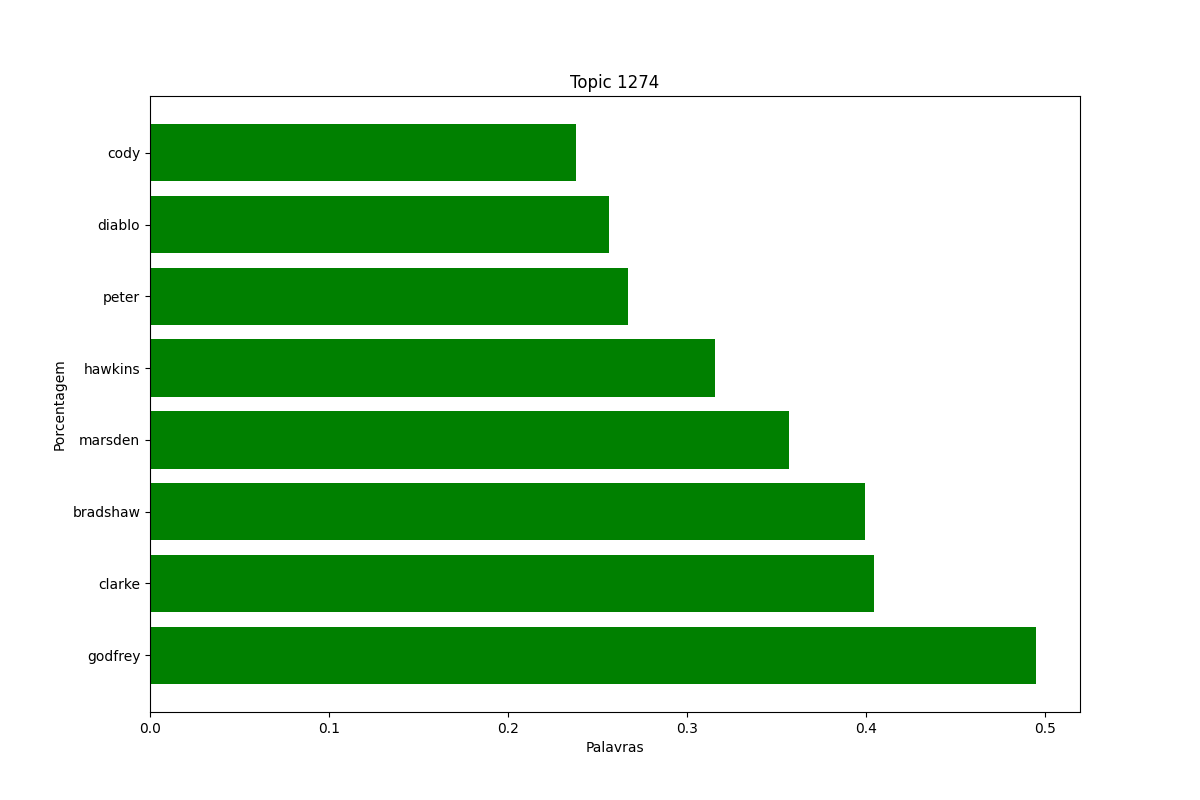 Topic 1274
cody
diablo
peter
hawkins
marsden
bradshaw
clarke
godfrey
Porcentagem
0.0 0.1 0.2 0.3 0.4 0.5
Palavras